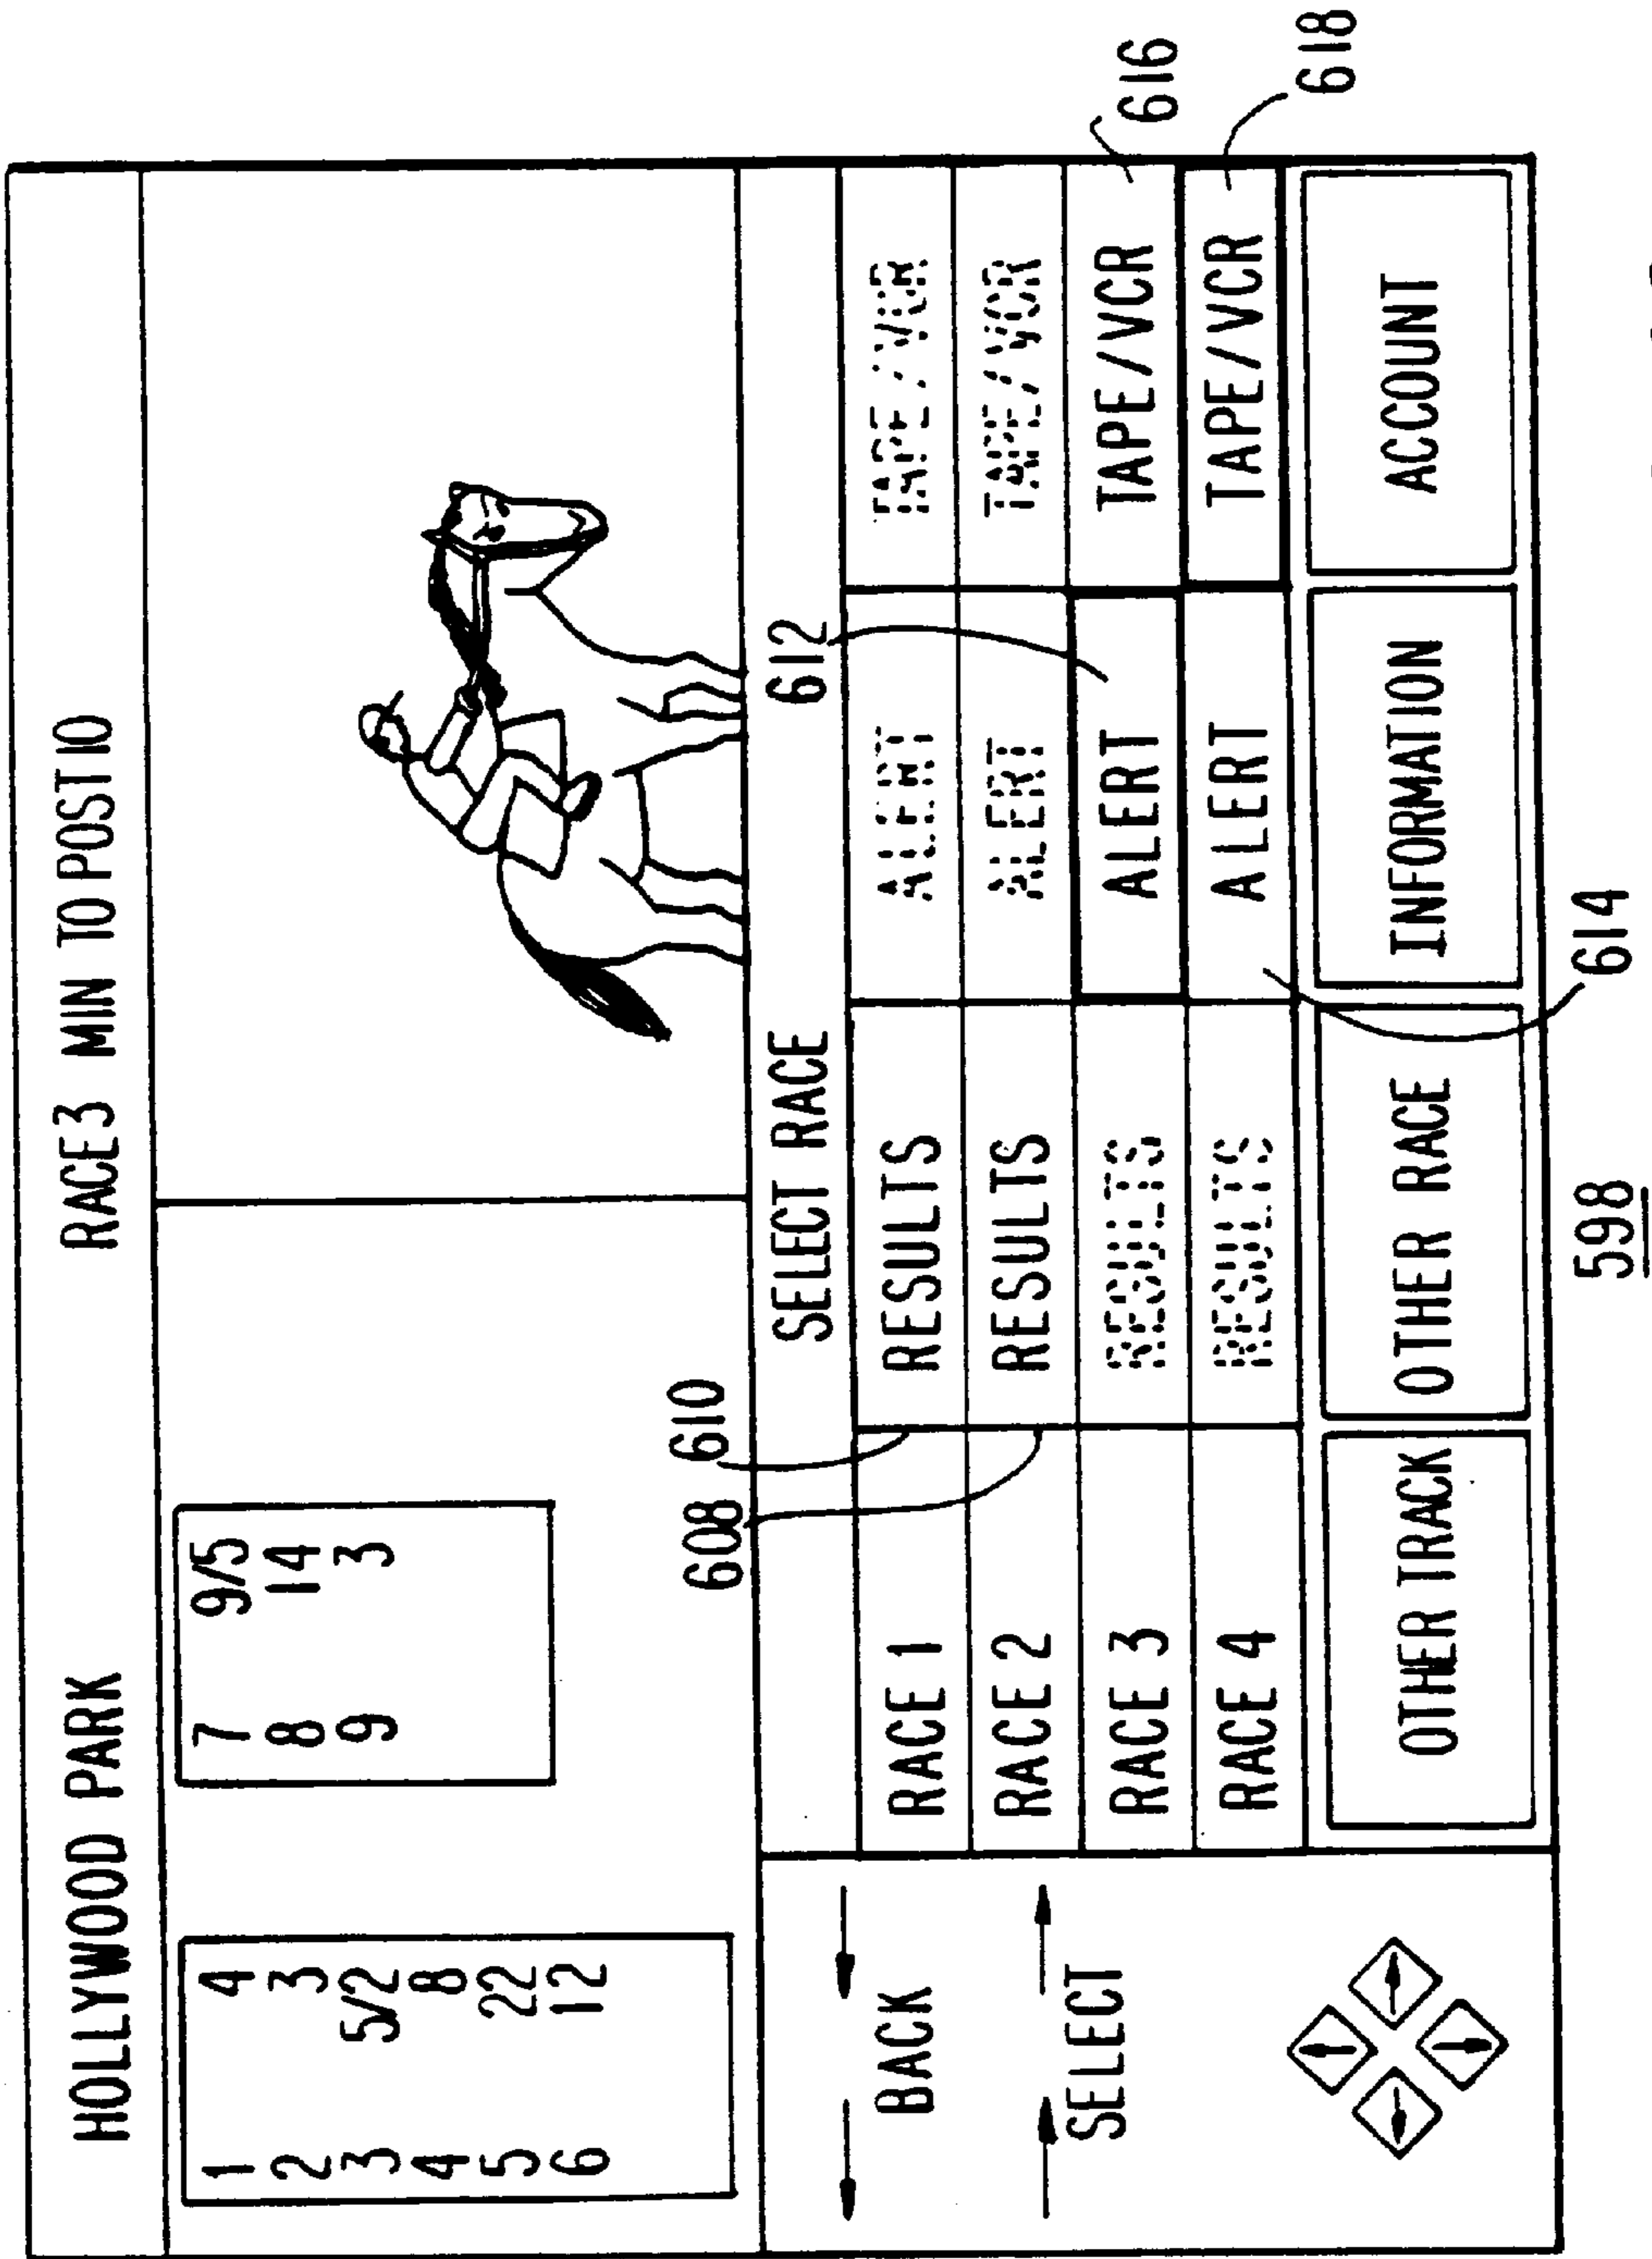 HOLLYWOOD PARK RACE 3 MIN TO POST 10
1 4 7 9/5
2 3 8 14
3 5/2 9 3
4 8
5 22
6 12
608 610 612
BACK SELECT RACE
SELECT
RACE 1 RESULTS ALERT TAPE/VCR
RACE 2 RESULTS ALERT TAPE/VCR
RACE 3 RESULTS ALERT TAPE/VCR 616
RACE 4 RESULTS ALERT TAPE/VCR 618
OTHER TRACK OTHER RACE INFORMATION ACCOUNT
598 614